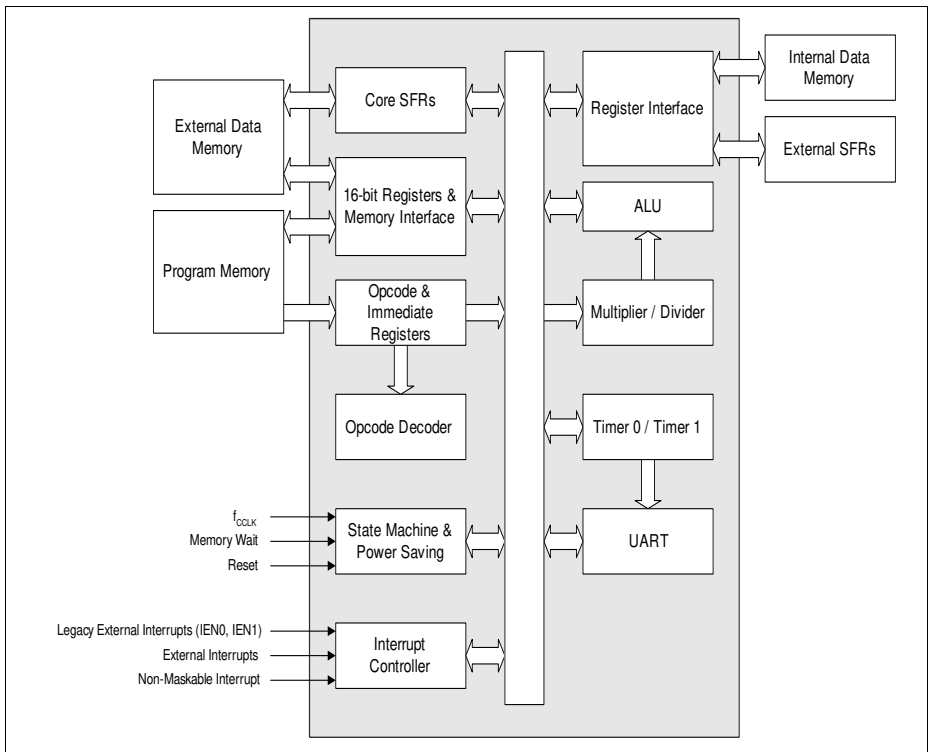 Core SFRs
External Data
Memory
16-bit Registers &
Memory Interface
Program Memory
Opcode &
Immediate
Registers
Opcode Decoder
f_CCLK
Memory Wait
Reset
State Machine &
Power Saving
Legacy External Interrupts (IEN0, IEN1)
External Interrupts
Non-Maskable Interrupt
Interrupt
Controller
Register Interface
Internal Data
Memory
External SFRs
ALU
Multiplier / Divider
Timer 0 / Timer 1
UART